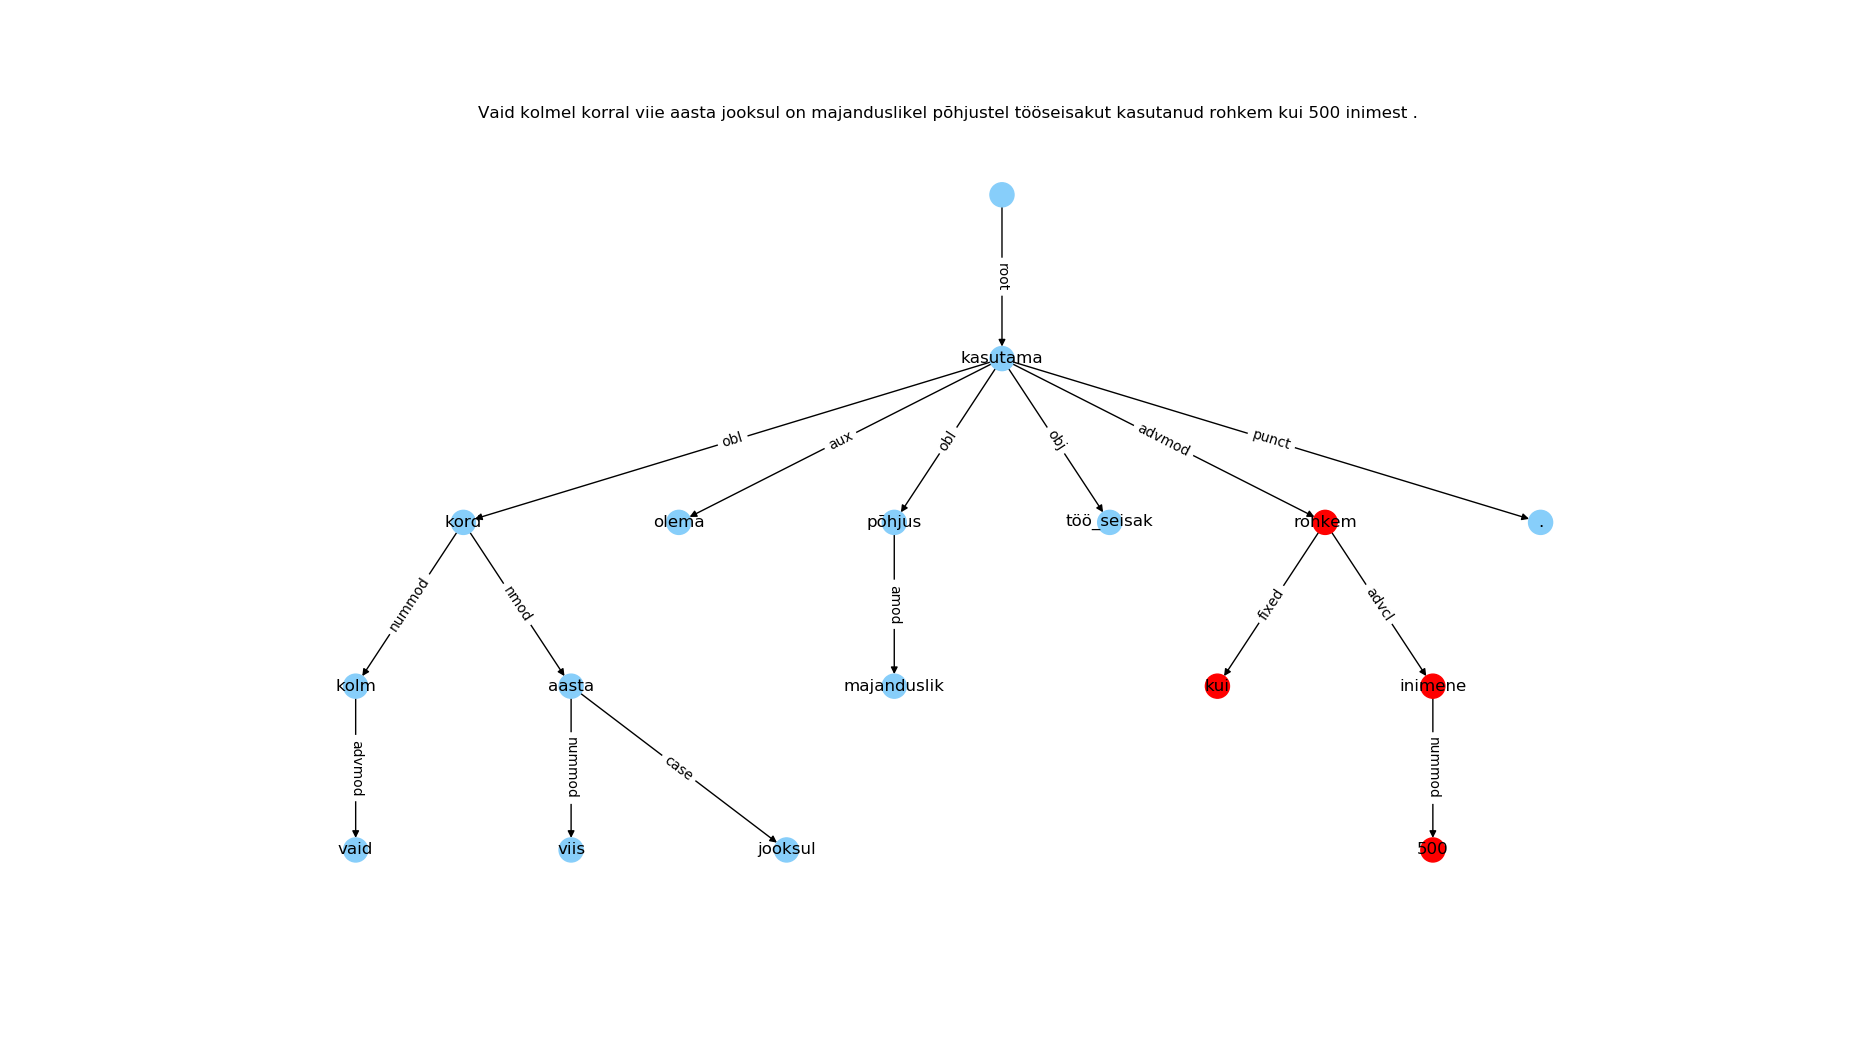 Vaid kolmel korral viie aasta jooksul on majanduslikel põhjustel tööseisakut kasutanud rohkem kui 500 inimest .
root
kasutama
obl
aux
obl
obj
advmod
punct
kord
olema
põhjus
töö_seisak
rohkem
.
nummod
nmod
amod
fixed
advcl
kolm
aasta
majanduslik
kui
inimene
advmod
nummod
case
nummod
vaid
viis
jooksul
500